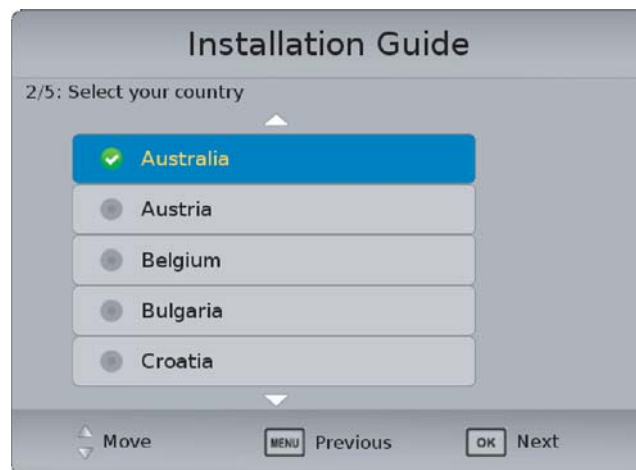 Installation Guide
2/5: Select your country
Australia
Austria
Belgium
Bulgaria
Croatia
Move MENU Previous OK Next